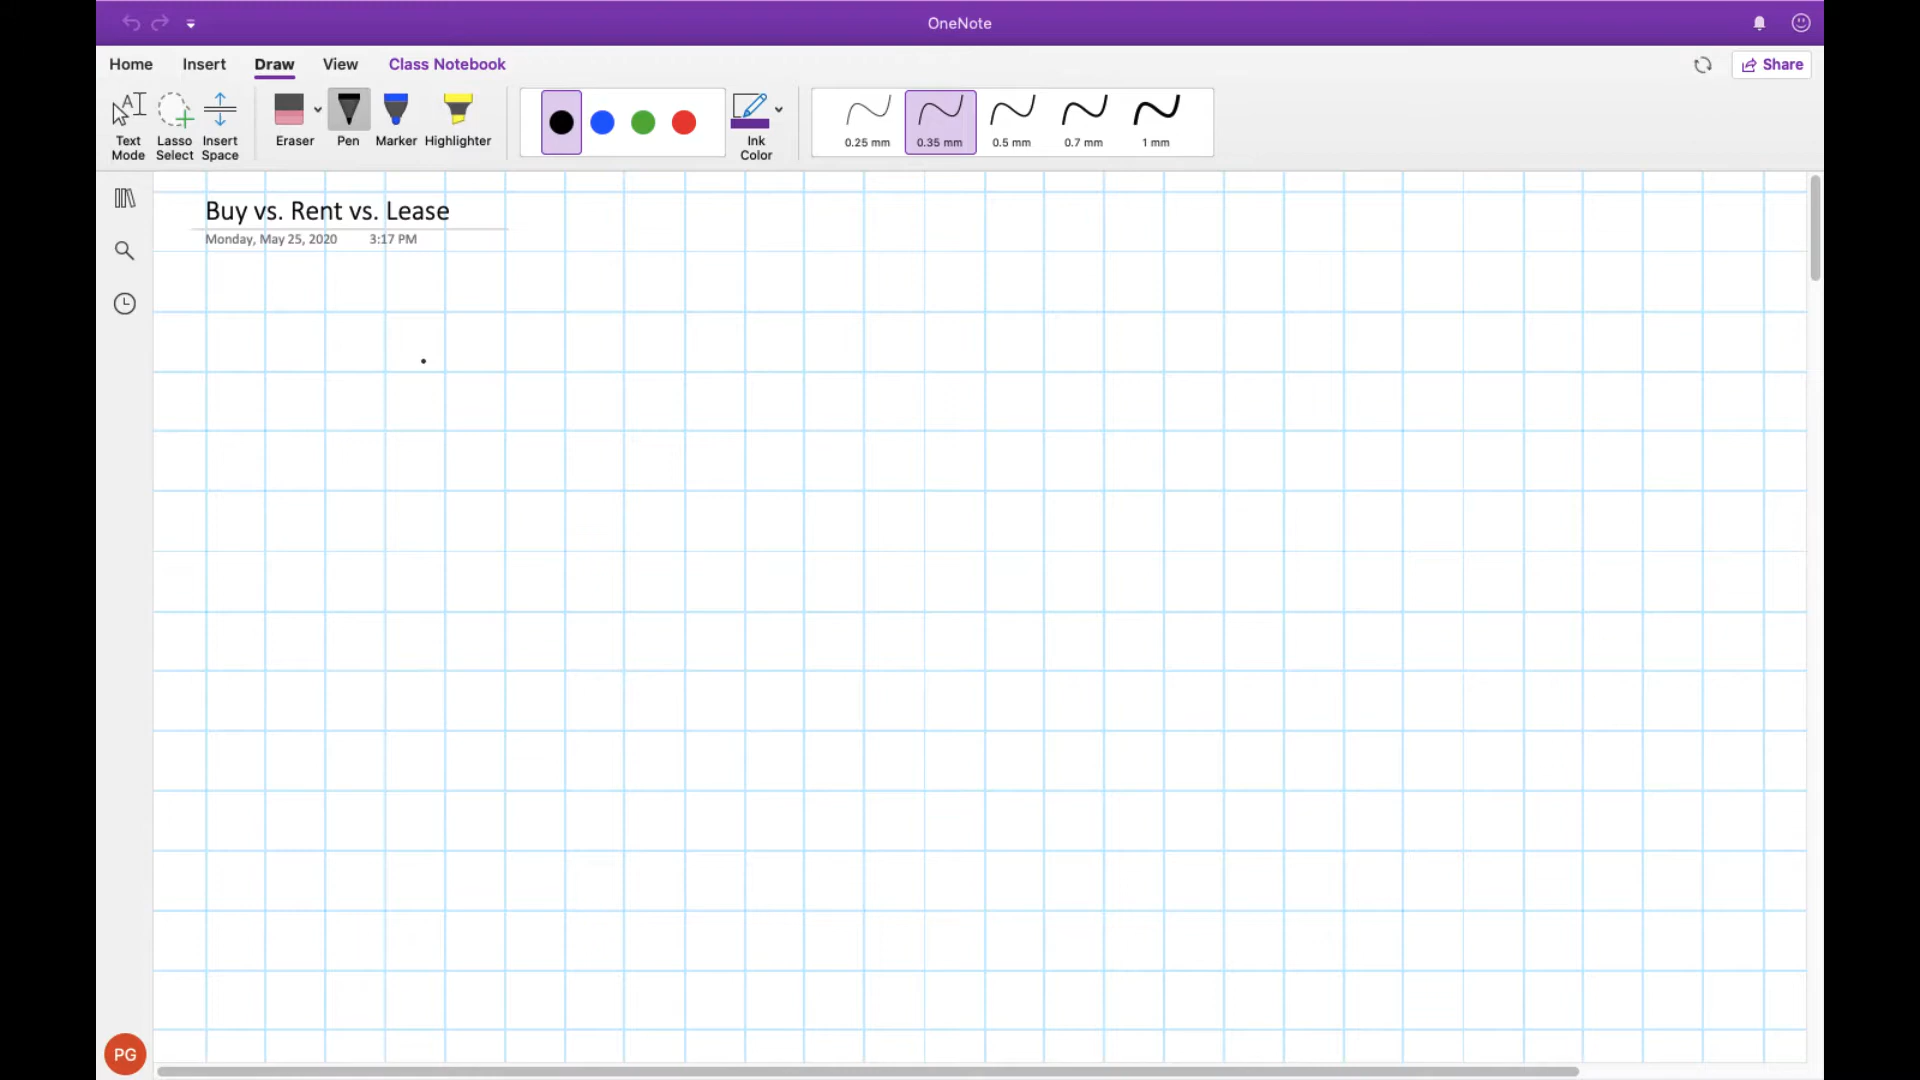 OneNote
Home Insert Draw View Class Notebook Share
Text Mode Lasso Select Insert Space Eraser Pen Marker Highlighter Ink Color 0.25 mm 0.35 mm 0.5 mm 0.7 mm 1 mm
Buy vs. Rent vs. Lease
Monday, May 25, 2020 3:17 PM
PG